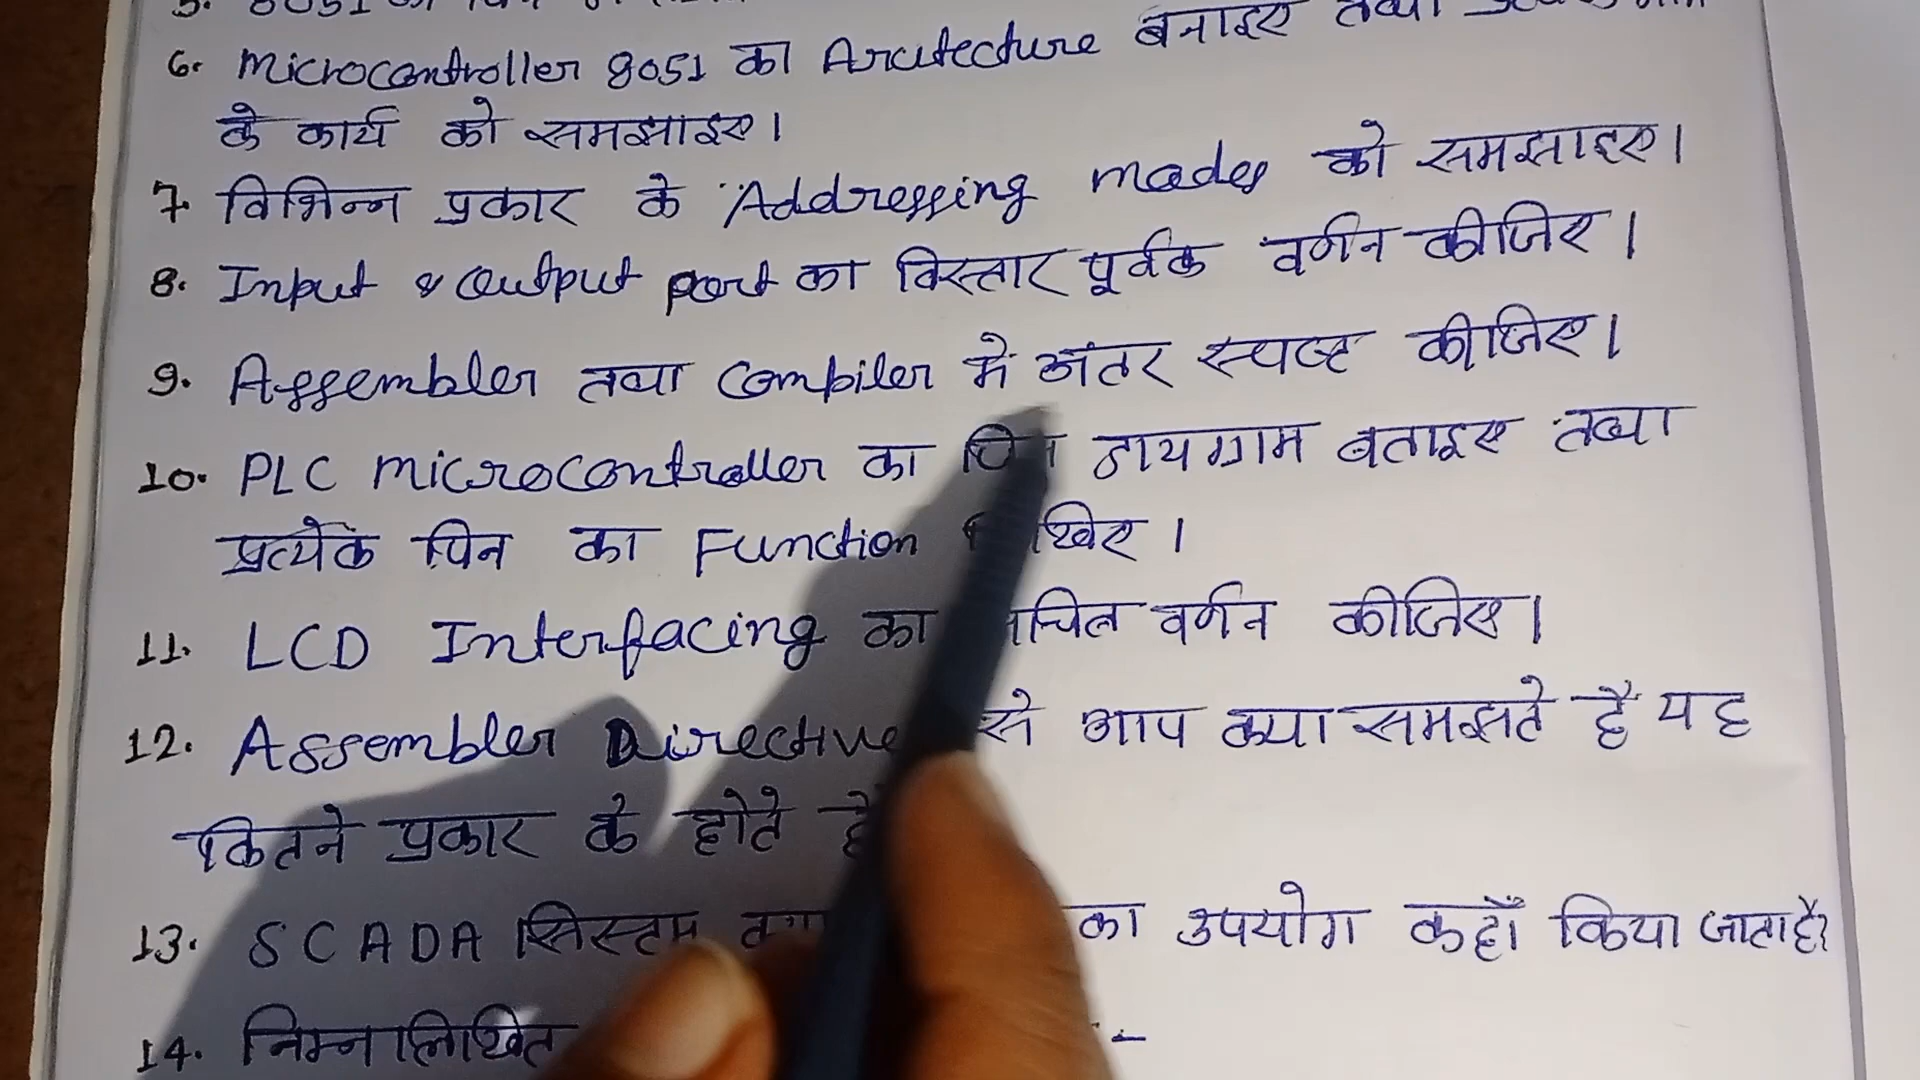 6. Microcontroller 8051 का Arcutecture बनाइए तथा
के कार्य को समझाइए।
7. विभिन्न प्रकार के Addressing modes को समझाइए।
8. Input & Output port का विस्तार पूर्वक वर्णन कीजिए।
9. Assembler तथा Compiler मे अंतर स्पष्ट कीजिए।
10. PLC Microcontroller का डायग्राम बताइए तथा
प्रत्येक पिन का Function
11. LCD Interfacing का वर्णन कीजिए।
12. Assembler Directive से आप क्या समझते है यह
कितने प्रकार के होते
13. SCADA सिस्टम का उपयोग कहाँ किया जाता है?
14. निम्नलिखित :-